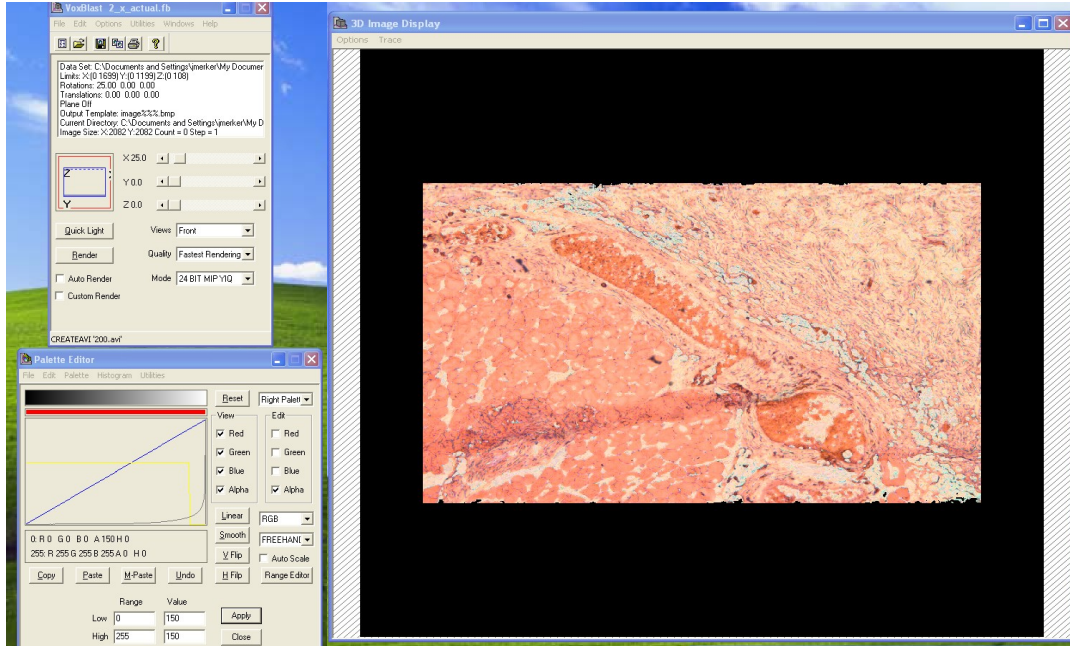 VoxBlast 2_x_actual.fb
File Edit Options Utilities Windows Help
Data Set: C:\Documents and Settings\jmerker\My Documer
Limits: X:(0 1699) Y:(0 1199) Z:(0 108)
Rotations: 25.00 0.00 0.00
Translations: 0.00 0.00 0.00
Plane Off
Output Template: image%%%.bmp
Current Directory: C:\Documents and Settings\jmerker\My D
Image Size: X:2082 Y:2082 Count = 0 Step = 1
Z
Y
X 25.0
Y 0.0
Z 0.0
Quick Light Views Front
Render Quality Fastest Rendering
Auto Render Mode 24 BIT MIP YIQ
Custom Render
CREATEAVI '200.avi'
Palette Editor
File Edit Palette Histogram Utilities
Reset Right Palett
View Edit
Red Red
Green Green
Blue Blue
Alpha Alpha
Linear RGB
Smooth FREEHAND
V Flip Auto Scale
0: R 0 G 0 B 0 A 150 H 0
255: R 255 G 255 B 255 A 0 H 0
Copy Paste M-Paste Undo H Filp Range Editor
Range Value
Low 0 150 Apply
High 255 150 Close
3D Image Display
Options Trace